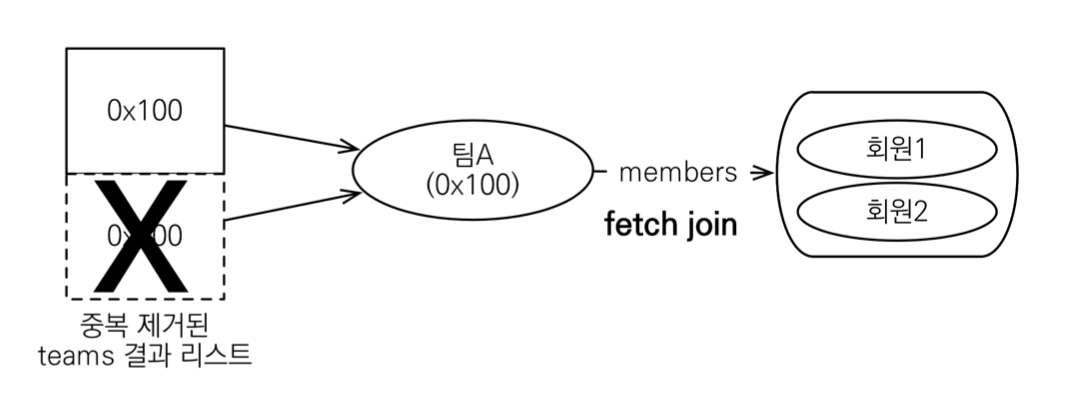 0x100
0x100
중복 제거된
teams 결과 리스트
팀A
(0x100)
members
fetch join
회원1
회원2